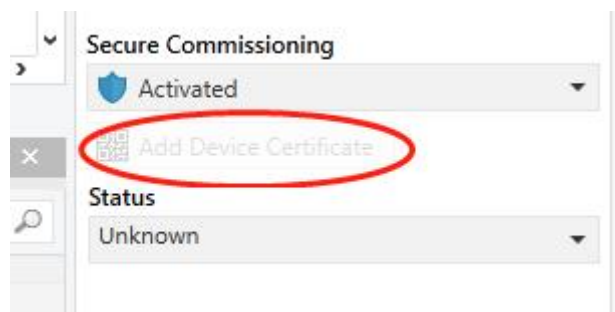 Secure Commissioning
Activated
Add Device Certificate
Status
Unknown